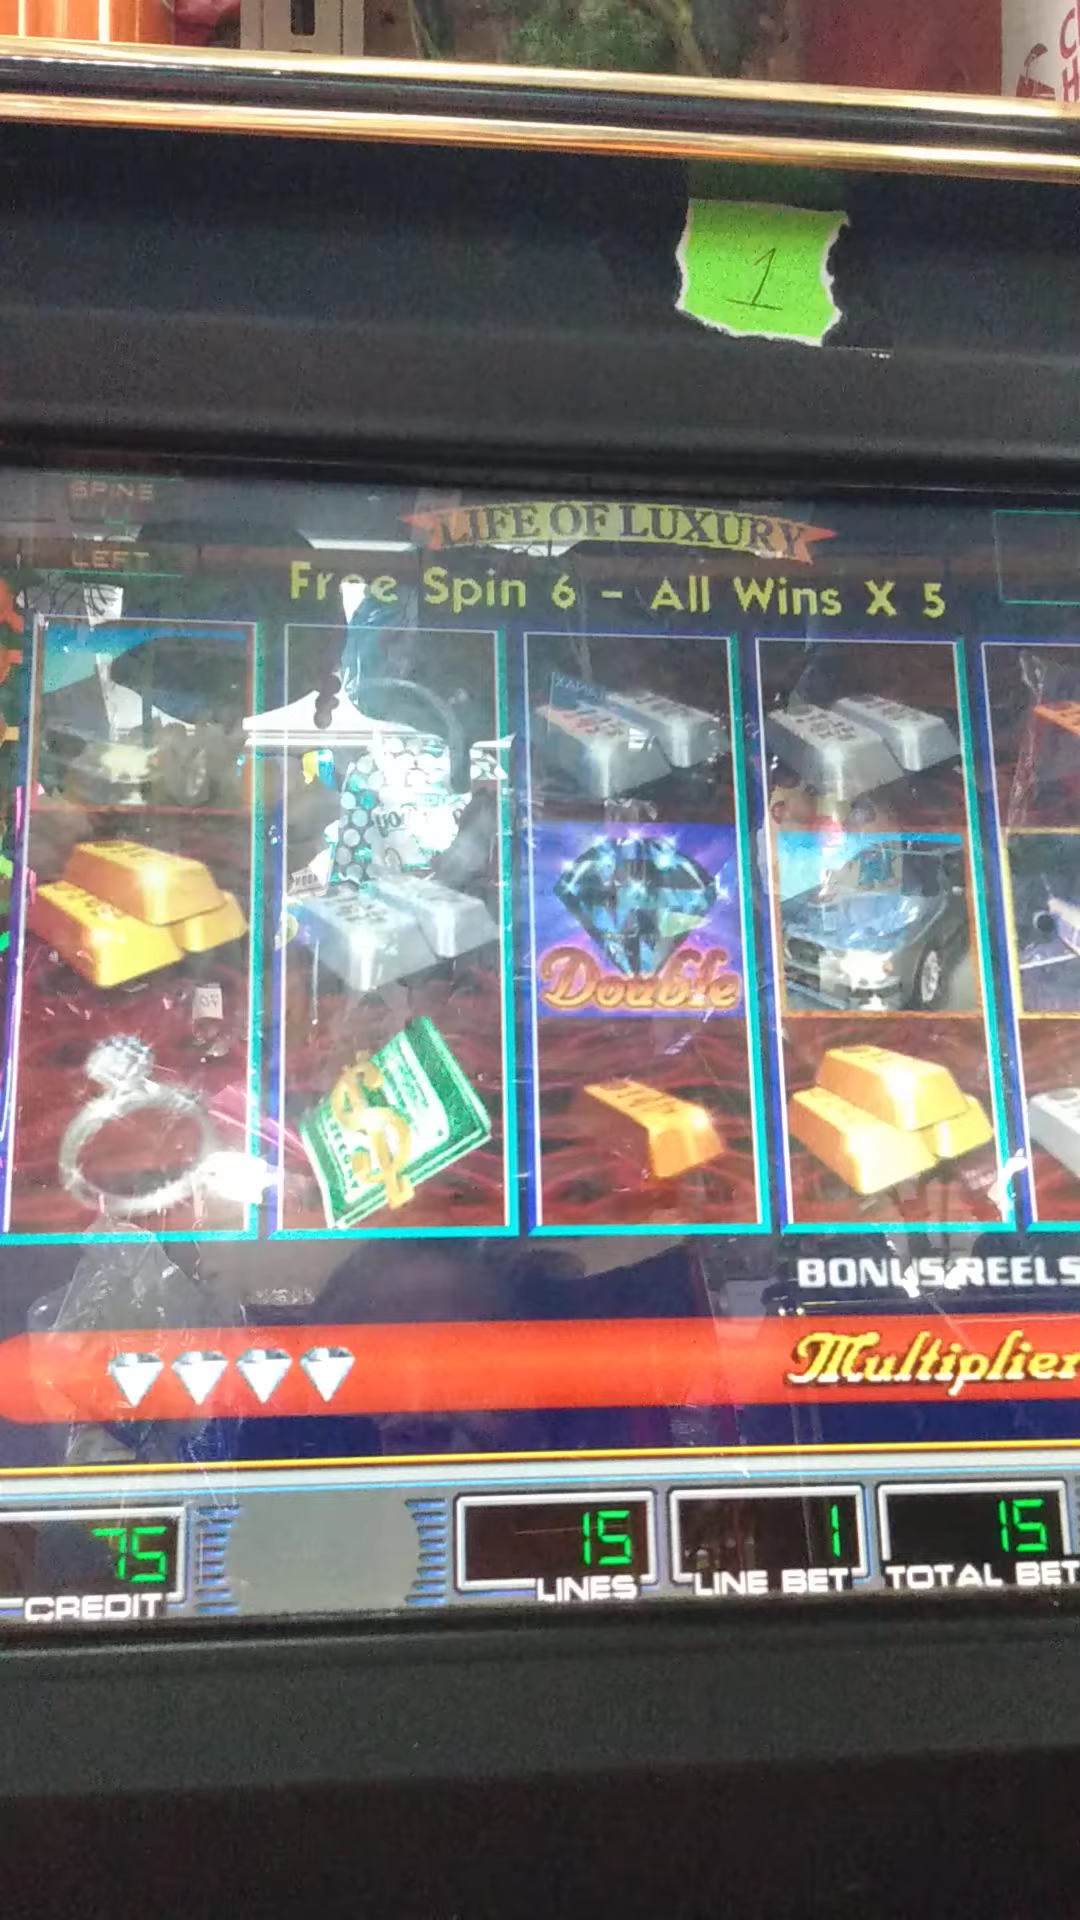 1
SPINS
LEFT
LIFE OF LUXURY
Free Spin 6 - All Wins X 5
Double
BONUS REELS
Multiplier
75
15
1
15
CREDIT
LINES
LINE BET
TOTAL BET